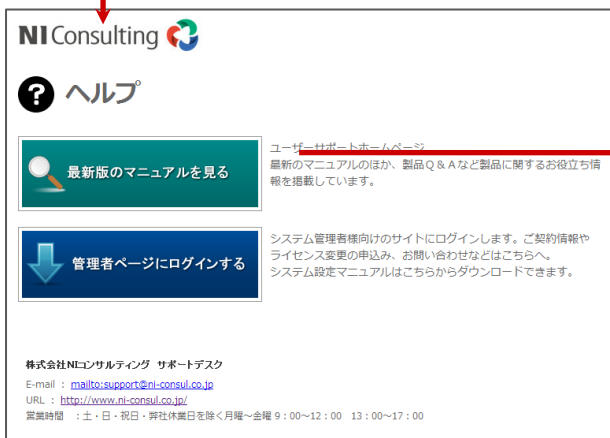 NI Consulting
? ヘルプ
最新版のマニュアルを見る
ユーザーサポートホームページ
最新のマニュアルのほか、製品Q&Aなど製品に関するお役立ち情
報を掲載しています。
管理者ページにログインする
システム管理者様向けのサイトにログインします。ご契約情報や
ライセンス変更の申込み、お問い合わせなどはこちらへ。
システム設定マニュアルはこちらからダウンロードできます。
株式会社NIコンサルティング サポートデスク
E-mail : mailto:support@ni-consul.co.jp
URL : http://www.ni-consul.co.jp/
営業時間 :土・日・祝日・弊社休業日を除く月曜~金曜 9:00~12:00 13:00~17:00